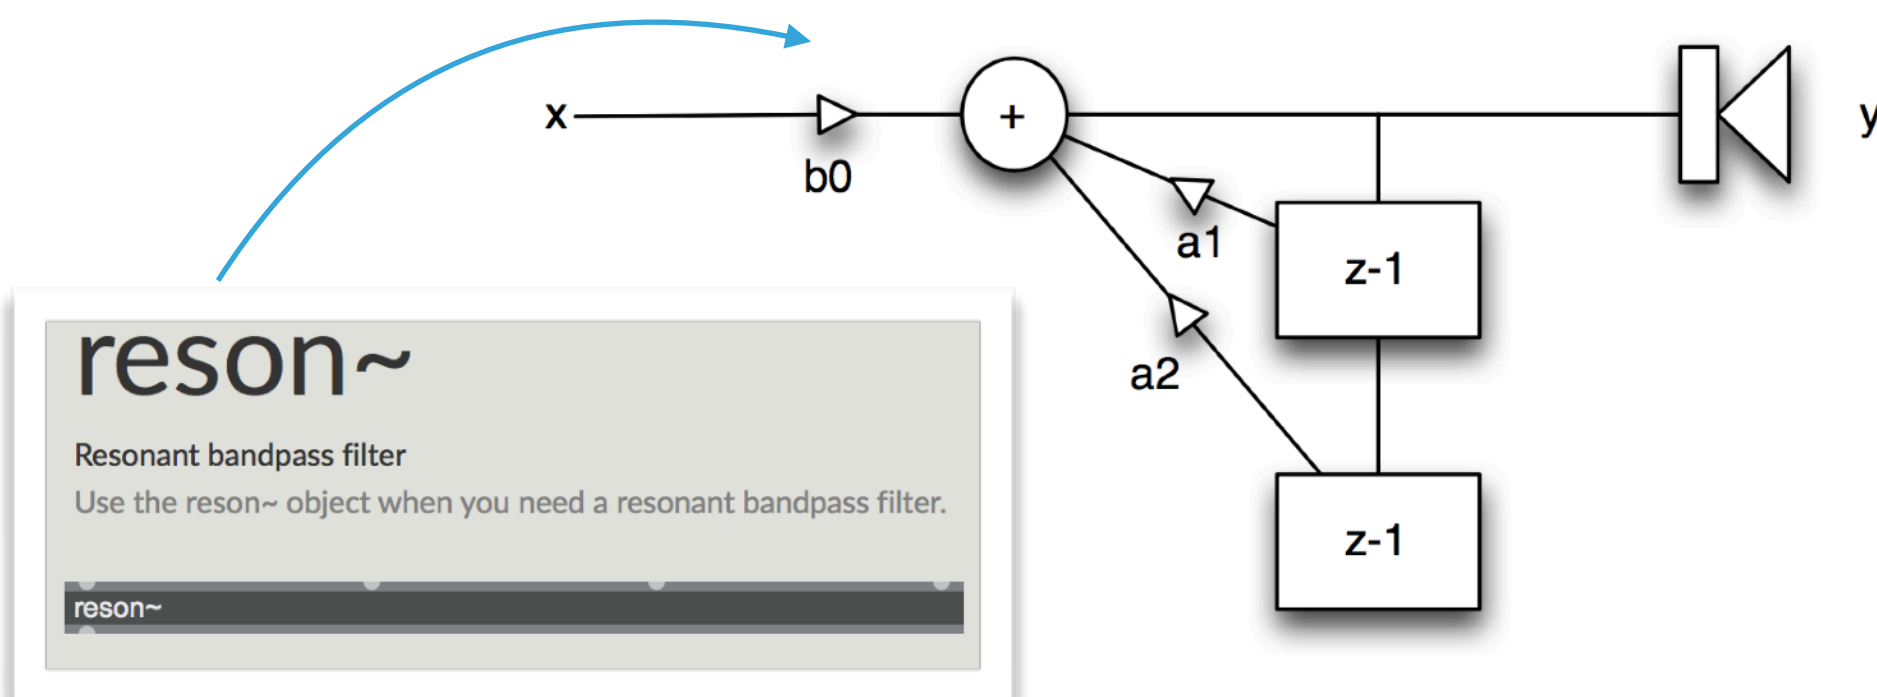 x
b0
+
y
a1
z-1
a2
z-1
reson~
Resonant bandpass filter
Use the reson~ object when you need a resonant bandpass filter.
reson~